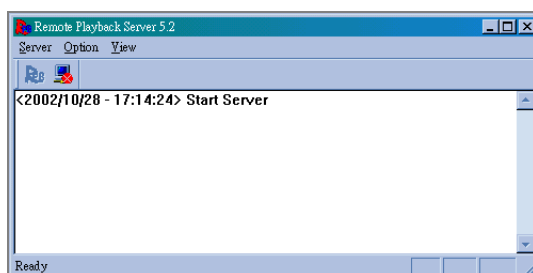 Remote Playback Server 5.2
Server Option View
<2002/10/28 - 17:14:24> Start Server
Ready